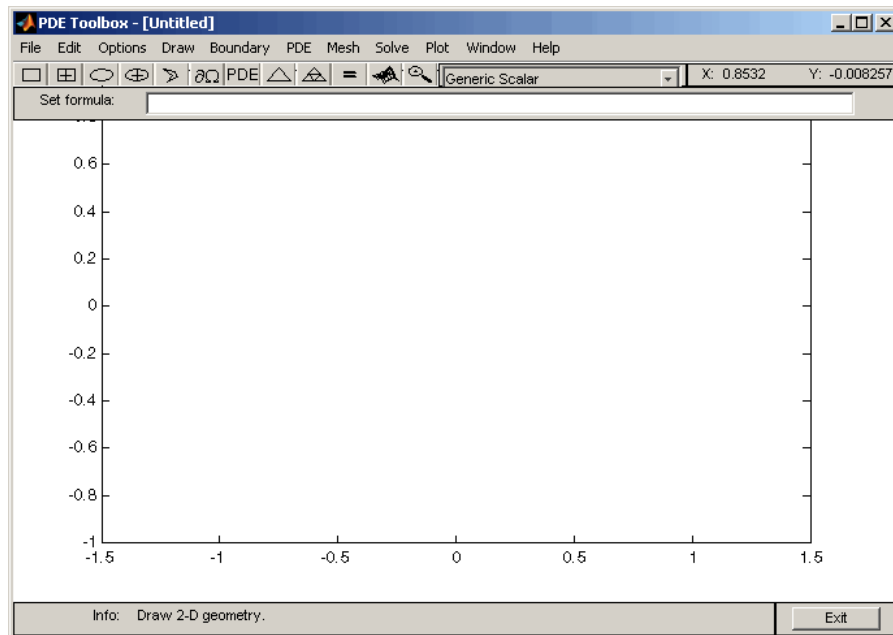 PDE Toolbox - [Untitled]
File Edit Options Draw Boundary PDE Mesh Solve Plot Window Help
∂Ω PDE = Generic Scalar X: 0.8532 Y: -0.008257
Set formula:
0.6
0.4
0.2
0
-0.2
-0.4
-0.6
-0.8
-1
-1.5 -1 -0.5 0 0.5 1 1.5
Info: Draw 2-D geometry. Exit